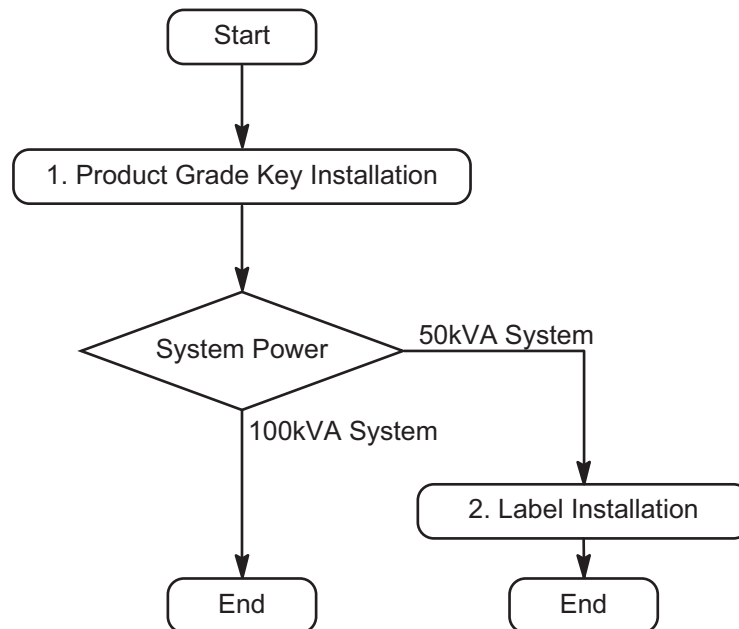 Start
1. Product Grade Key Installation
System Power
50kVA System
100kVA System
2. Label Installation
End
End